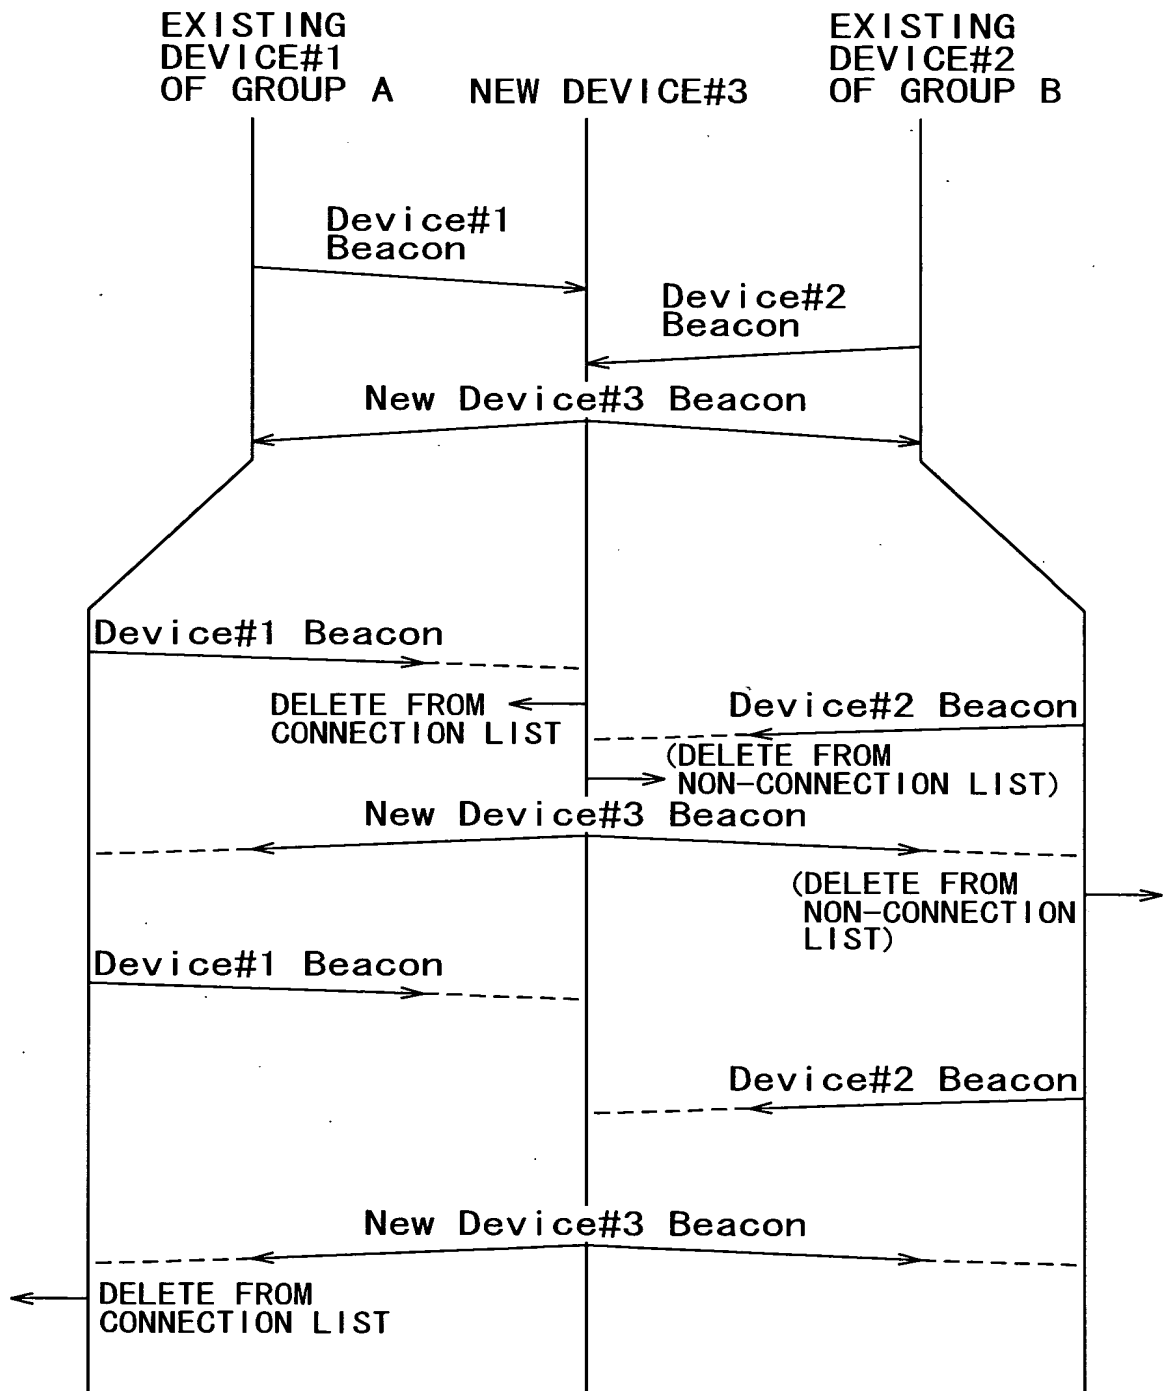 EXISTING
DEVICE#1
OF GROUP A
NEW DEVICE#3
EXISTING
DEVICE#2
OF GROUP B
Device#1
Beacon
Device#2
Beacon
New Device#3 Beacon
Device#1 Beacon
DELETE FROM
CONNECTION LIST
Device#2 Beacon
(DELETE FROM
NON-CONNECTION LIST)
New Device#3 Beacon
(DELETE FROM
NON-CONNECTION
LIST)
Device#1 Beacon
Device#2 Beacon
New Device#3 Beacon
DELETE FROM
CONNECTION LIST